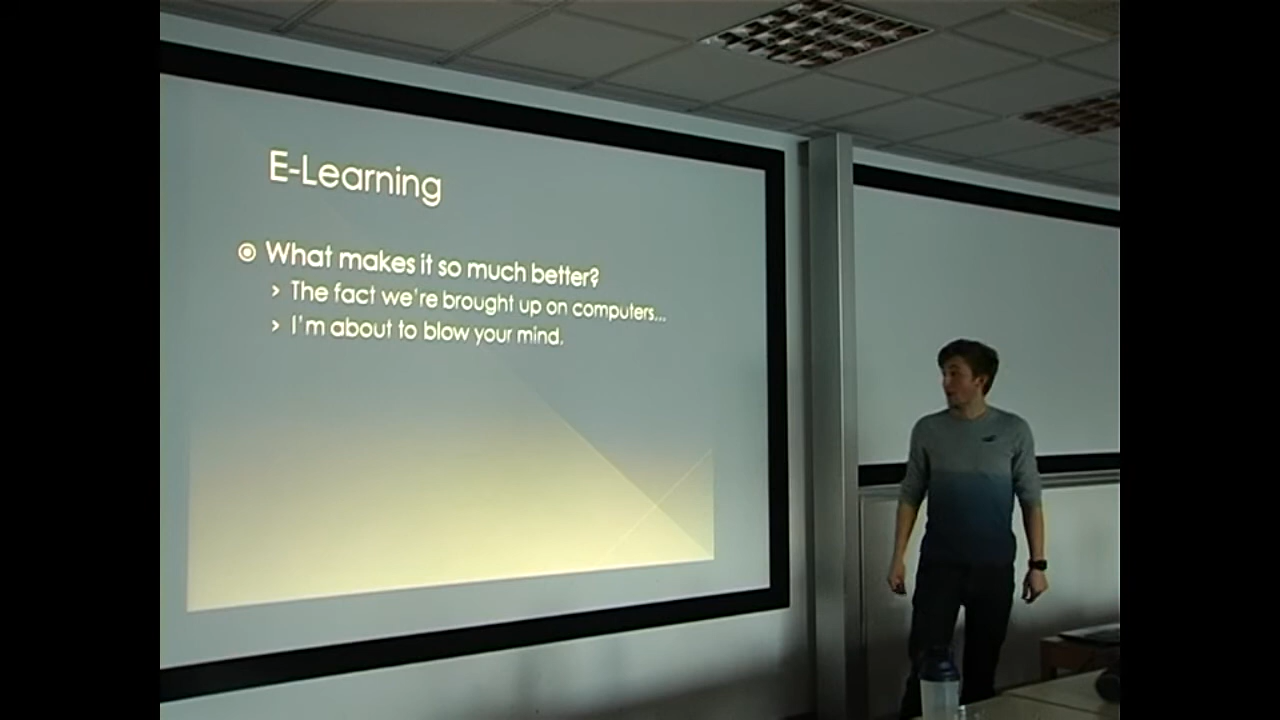 E-Learning
What makes it so much better?
The fact we're brought up on computers...
I'm about to blow your mind.